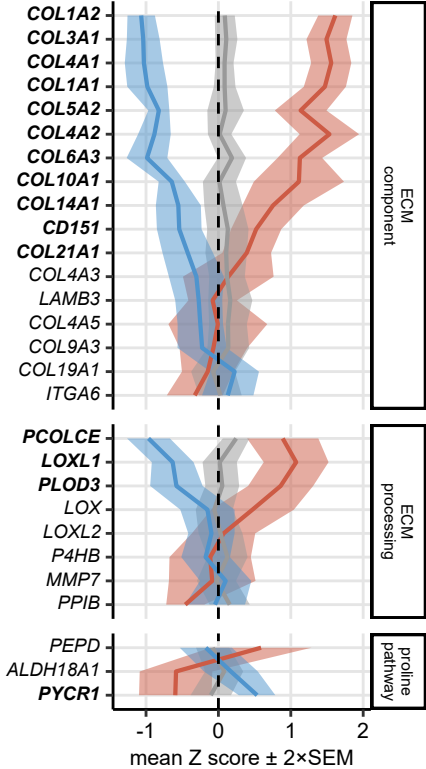 COL1A2
COL3A1
COL4A1
COL1A1
COL5A2
COL4A2
COL6A3
COL10A1
COL14A1
CD151
COL21A1
COL4A3
LAMB3
COL4A5
COL9A3
COL19A1
ITGA6
ECM
component
PCOLCE
LOXL1
PLOD3
LOX
LOXL2
P4HB
MMP7
PPIB
ECM
processing
PEPD
ALDH18A1
PYCR1
proline
pathway
-1 0 1 2
mean Z score ± 2×SEM